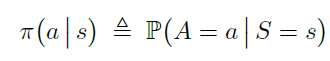 π(a | s) ≜ ℙ(A = a | S = s)